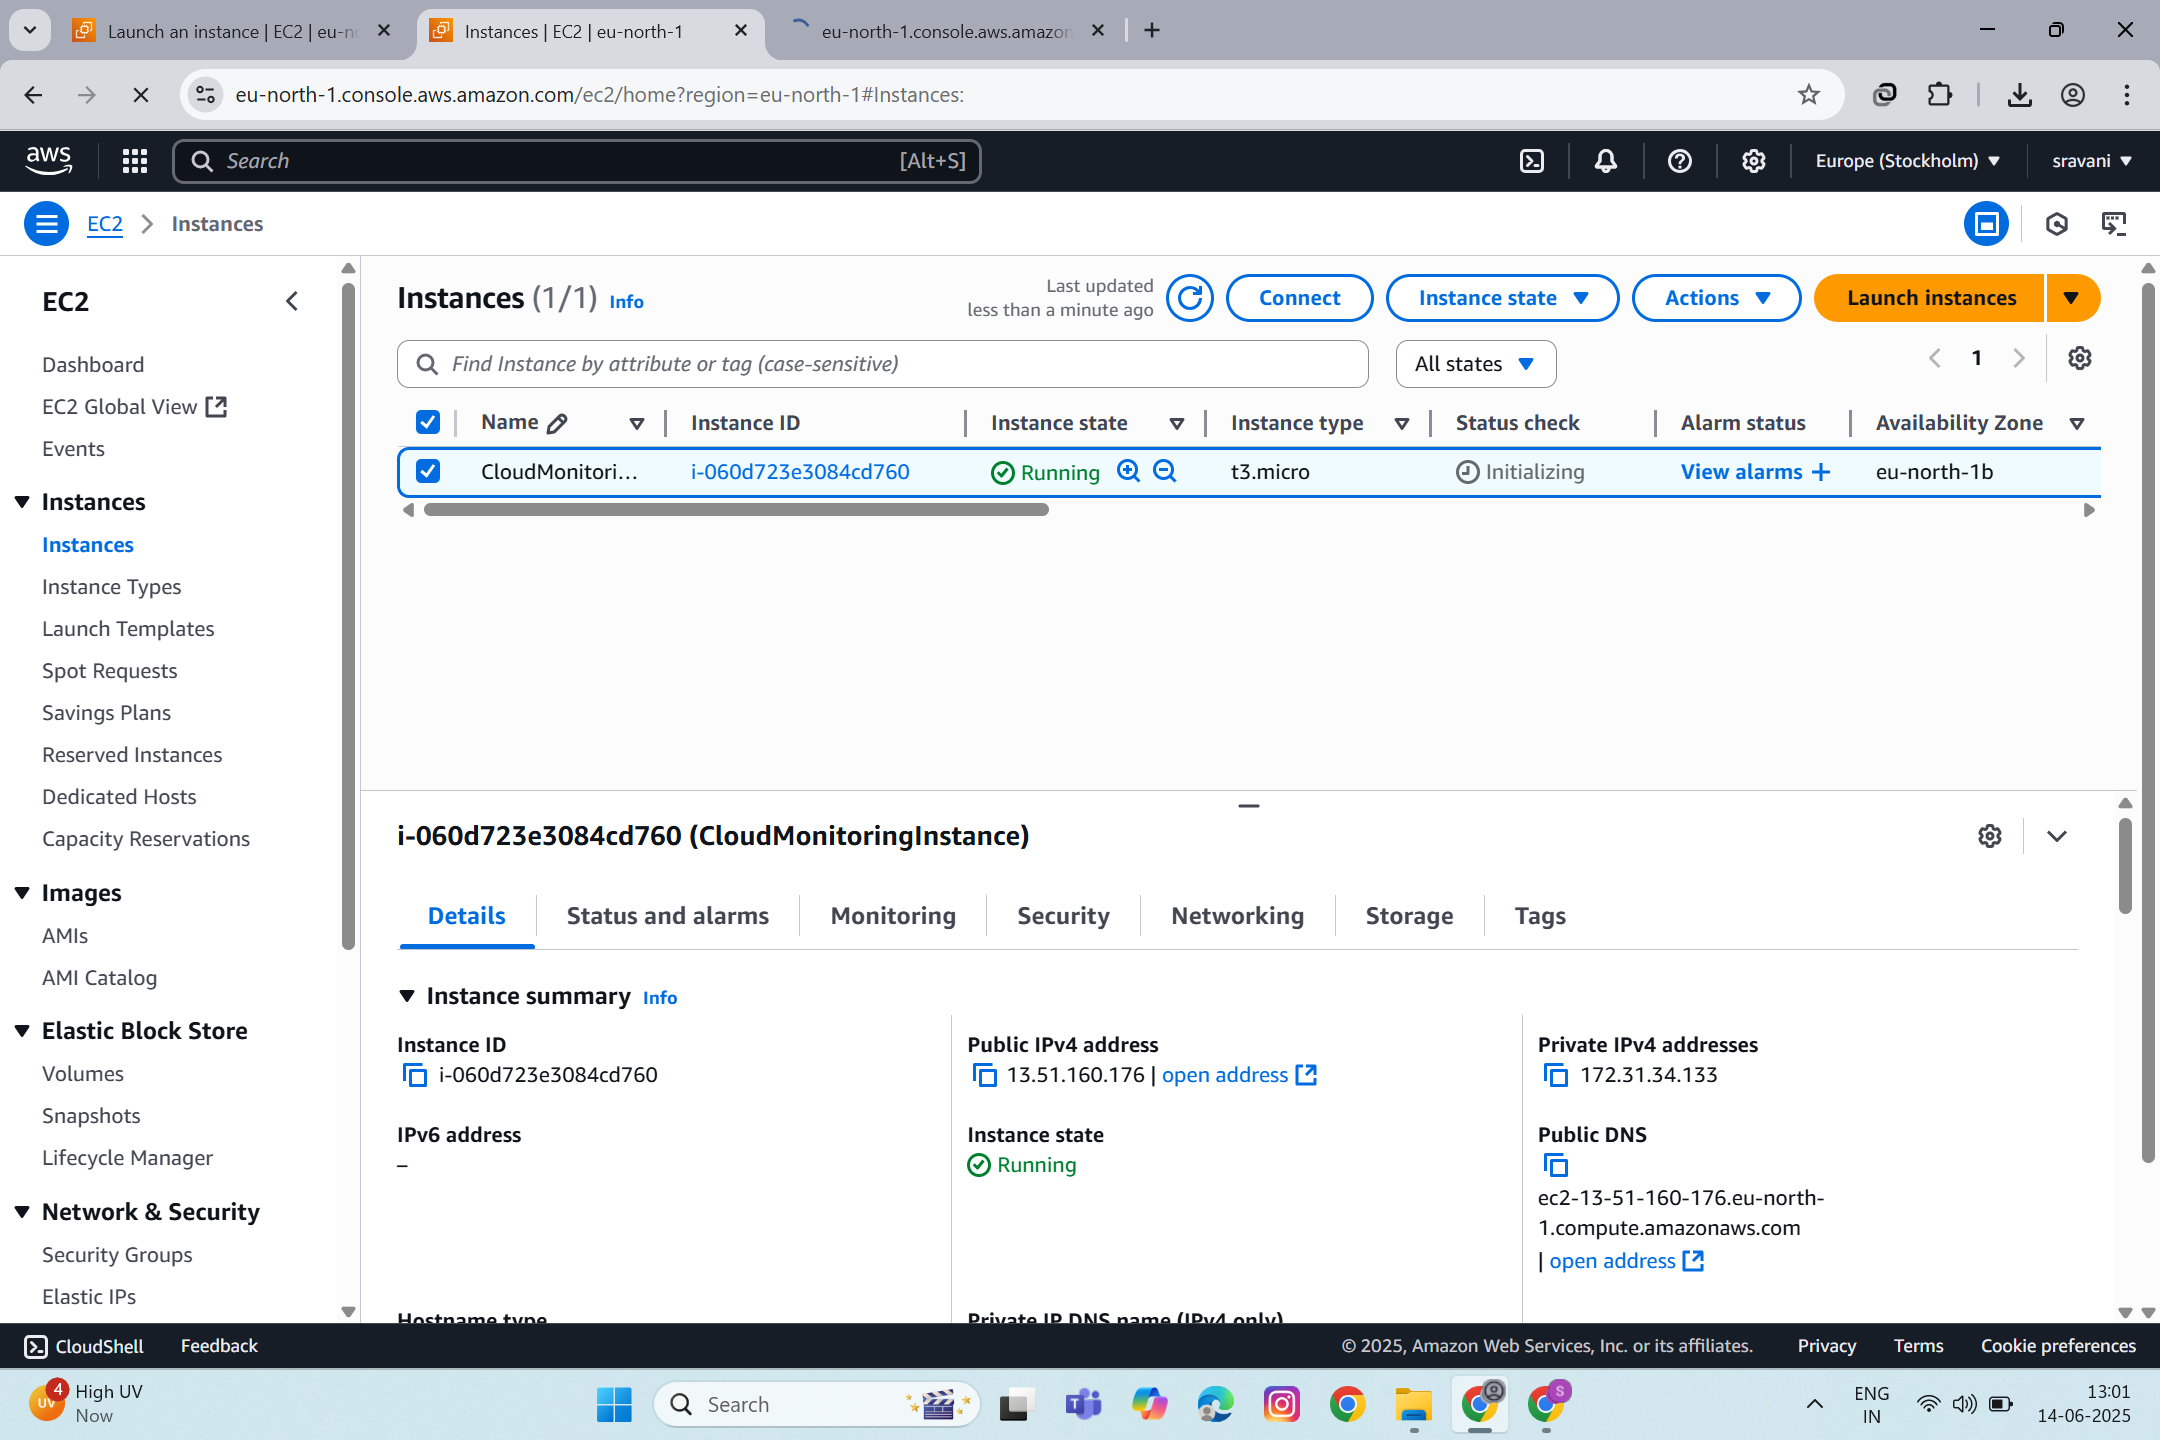 Launch an instance | EC2 | eu-no
Instances | EC2 | eu-north-1
eu-north-1.console.aws.amazon
eu-north-1.console.aws.amazon.com/ec2/home?region=eu-north-1#Instances:
aws
Search
[Alt+S]
Europe (Stockholm)
sravani
EC2
Instances
EC2
Dashboard
EC2 Global View
Events
Instances
Instances
Instance Types
Launch Templates
Spot Requests
Savings Plans
Reserved Instances
Dedicated Hosts
Capacity Reservations
Images
AMIs
AMI Catalog
Elastic Block Store
Volumes
Snapshots
Lifecycle Manager
Network & Security
Security Groups
Elastic IPs
Instances (1/1) Info
Last updated
less than a minute ago
Connect
Instance state
Actions
Launch instances
Find Instance by attribute or tag (case-sensitive)
All states
1
Name Instance ID Instance state Instance type Status check Alarm status Availability Zone
CloudMonitori... i-060d723e3084cd760 Running t3.micro Initializing View alarms + eu-north-1b
i-060d723e3084cd760 (CloudMonitoringInstance)
Details
Status and alarms
Monitoring
Security
Networking
Storage
Tags
Instance summary Info
Instance ID
i-060d723e3084cd760
Public IPv4 address
13.51.160.176 | open address
Private IPv4 addresses
172.31.34.133
IPv6 address
–
Instance state
Running
Public DNS
ec2-13-51-160-176.eu-north-
1.compute.amazonaws.com
| open address
Hostname type
Private IP DNS name (IPv4 only)
CloudShell
Feedback
© 2025, Amazon Web Services, Inc. or its affiliates.
Privacy
Terms
Cookie preferences
UV
4
High UV
Now
Search
T
S
ENG
IN
13:01
14-06-2025